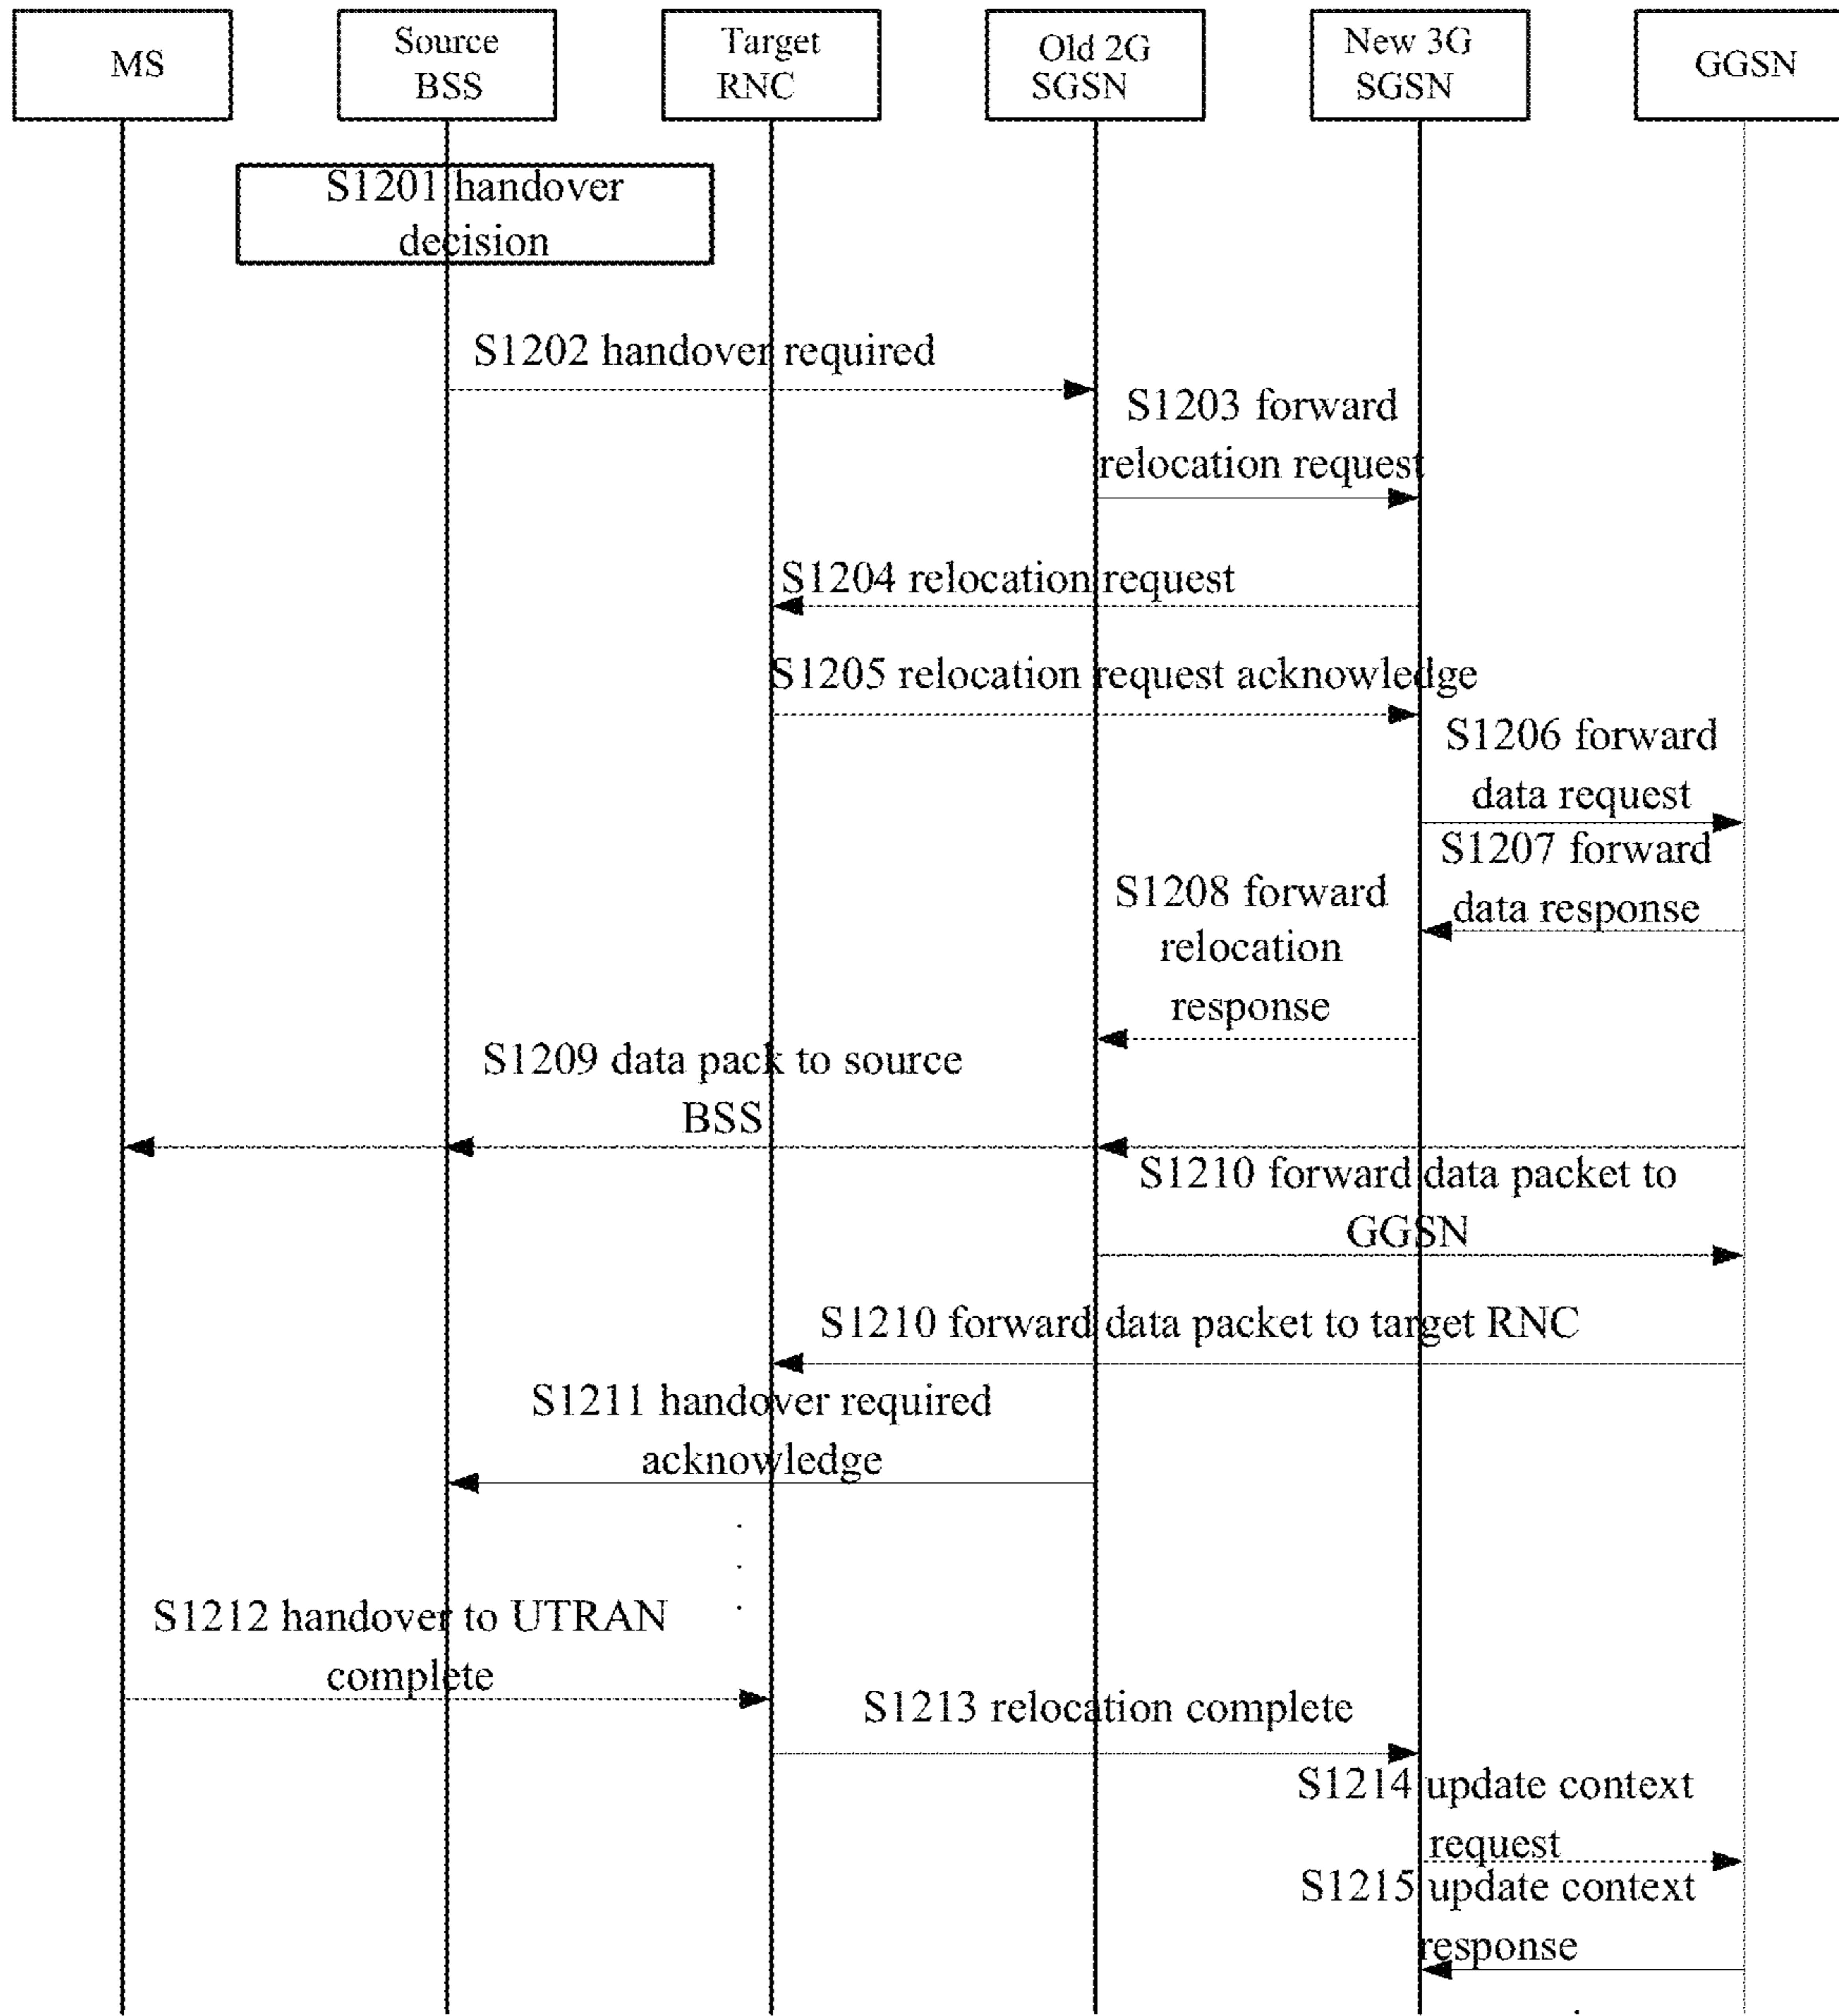 MS
Source
BSS
Target
RNC
Old 2G
SGSN
New 3G
SGSN
GGSN
S1201 handover
decision
S1202 handover required
S1203 forward
relocation request
S1204 relocation request
S1205 relocation request acknowledge
S1206 forward
data request
S1207 forward
data response
S1208 forward
relocation
response
S1209 data pack to source
BSS
S1210 forward data packet to
GGSN
S1210 forward data packet to target RNC
S1211 handover required
acknowledge
S1212 handover to UTRAN
complete
S1213 relocation complete
S1214 update context
request
S1215 update context
response